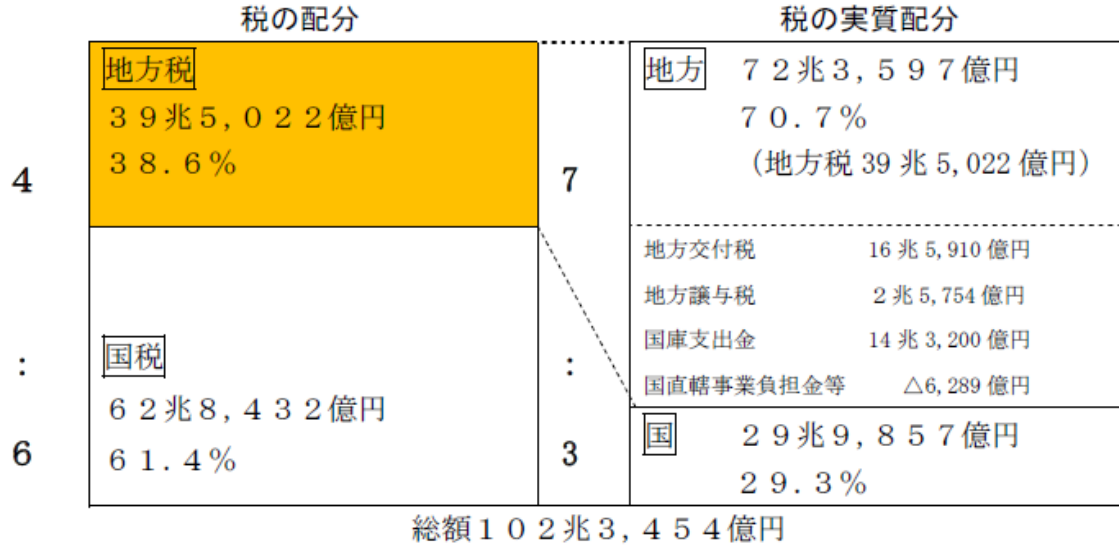 税の配分
税の実質配分
地方税
３９兆５,０２２億円
３８.６％
4
：
6
国税
６２兆８,４３２億円
６１.４％
7
：
3
地方　７２兆３,５９７億円
７０.７％
（地方税 39 兆 5,022 億円）
地方交付税　16 兆 5,910 億円
地方譲与税　2 兆 5,754 億円
国庫支出金　14 兆 3,200 億円
国直轄事業負担金等　△6,289 億円
国　２９兆９,８５７億円
２９.３％
総額１０２兆３,４５４億円